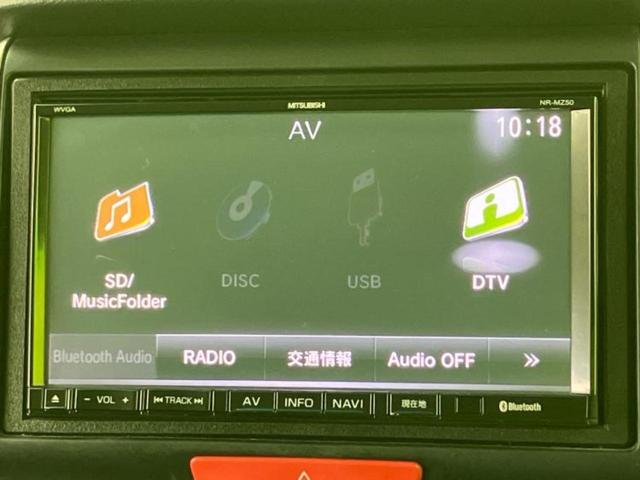 WVGA MITSUBISHI NR-MZ50
AV 10:18
SD/ MusicFolder
DISC
USB
DTV
Bluetooth Audio RADIO 交通情報 Audio OFF »
- VOL + TRACK AV INFO NAVI 現在地 Bluetooth